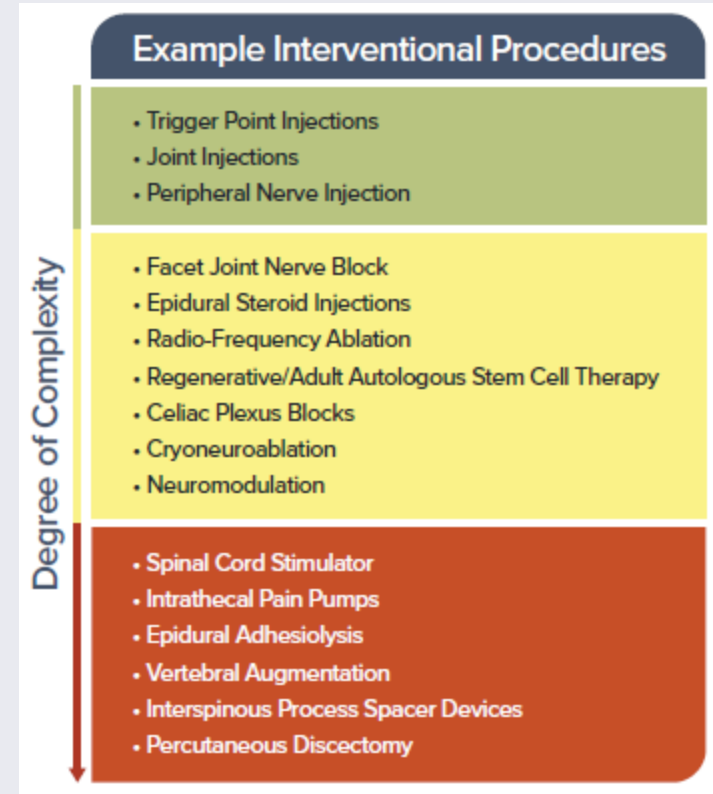 Example Interventional Procedures
• Trigger Point Injections
• Joint Injections
• Peripheral Nerve Injection
Degree of Complexity
• Facet Joint Nerve Block
• Epidural Steroid Injections
• Radio-Frequency Ablation
• Regenerative/Adult Autologous Stem Cell Therapy
• Celiac Plexus Blocks
• Cryoneuroablation
• Neuromodulation
• Spinal Cord Stimulator
• Intrathecal Pain Pumps
• Epidural Adhesiolysis
• Vertebral Augmentation
• Interspinous Process Spacer Devices
• Percutaneous Discectomy